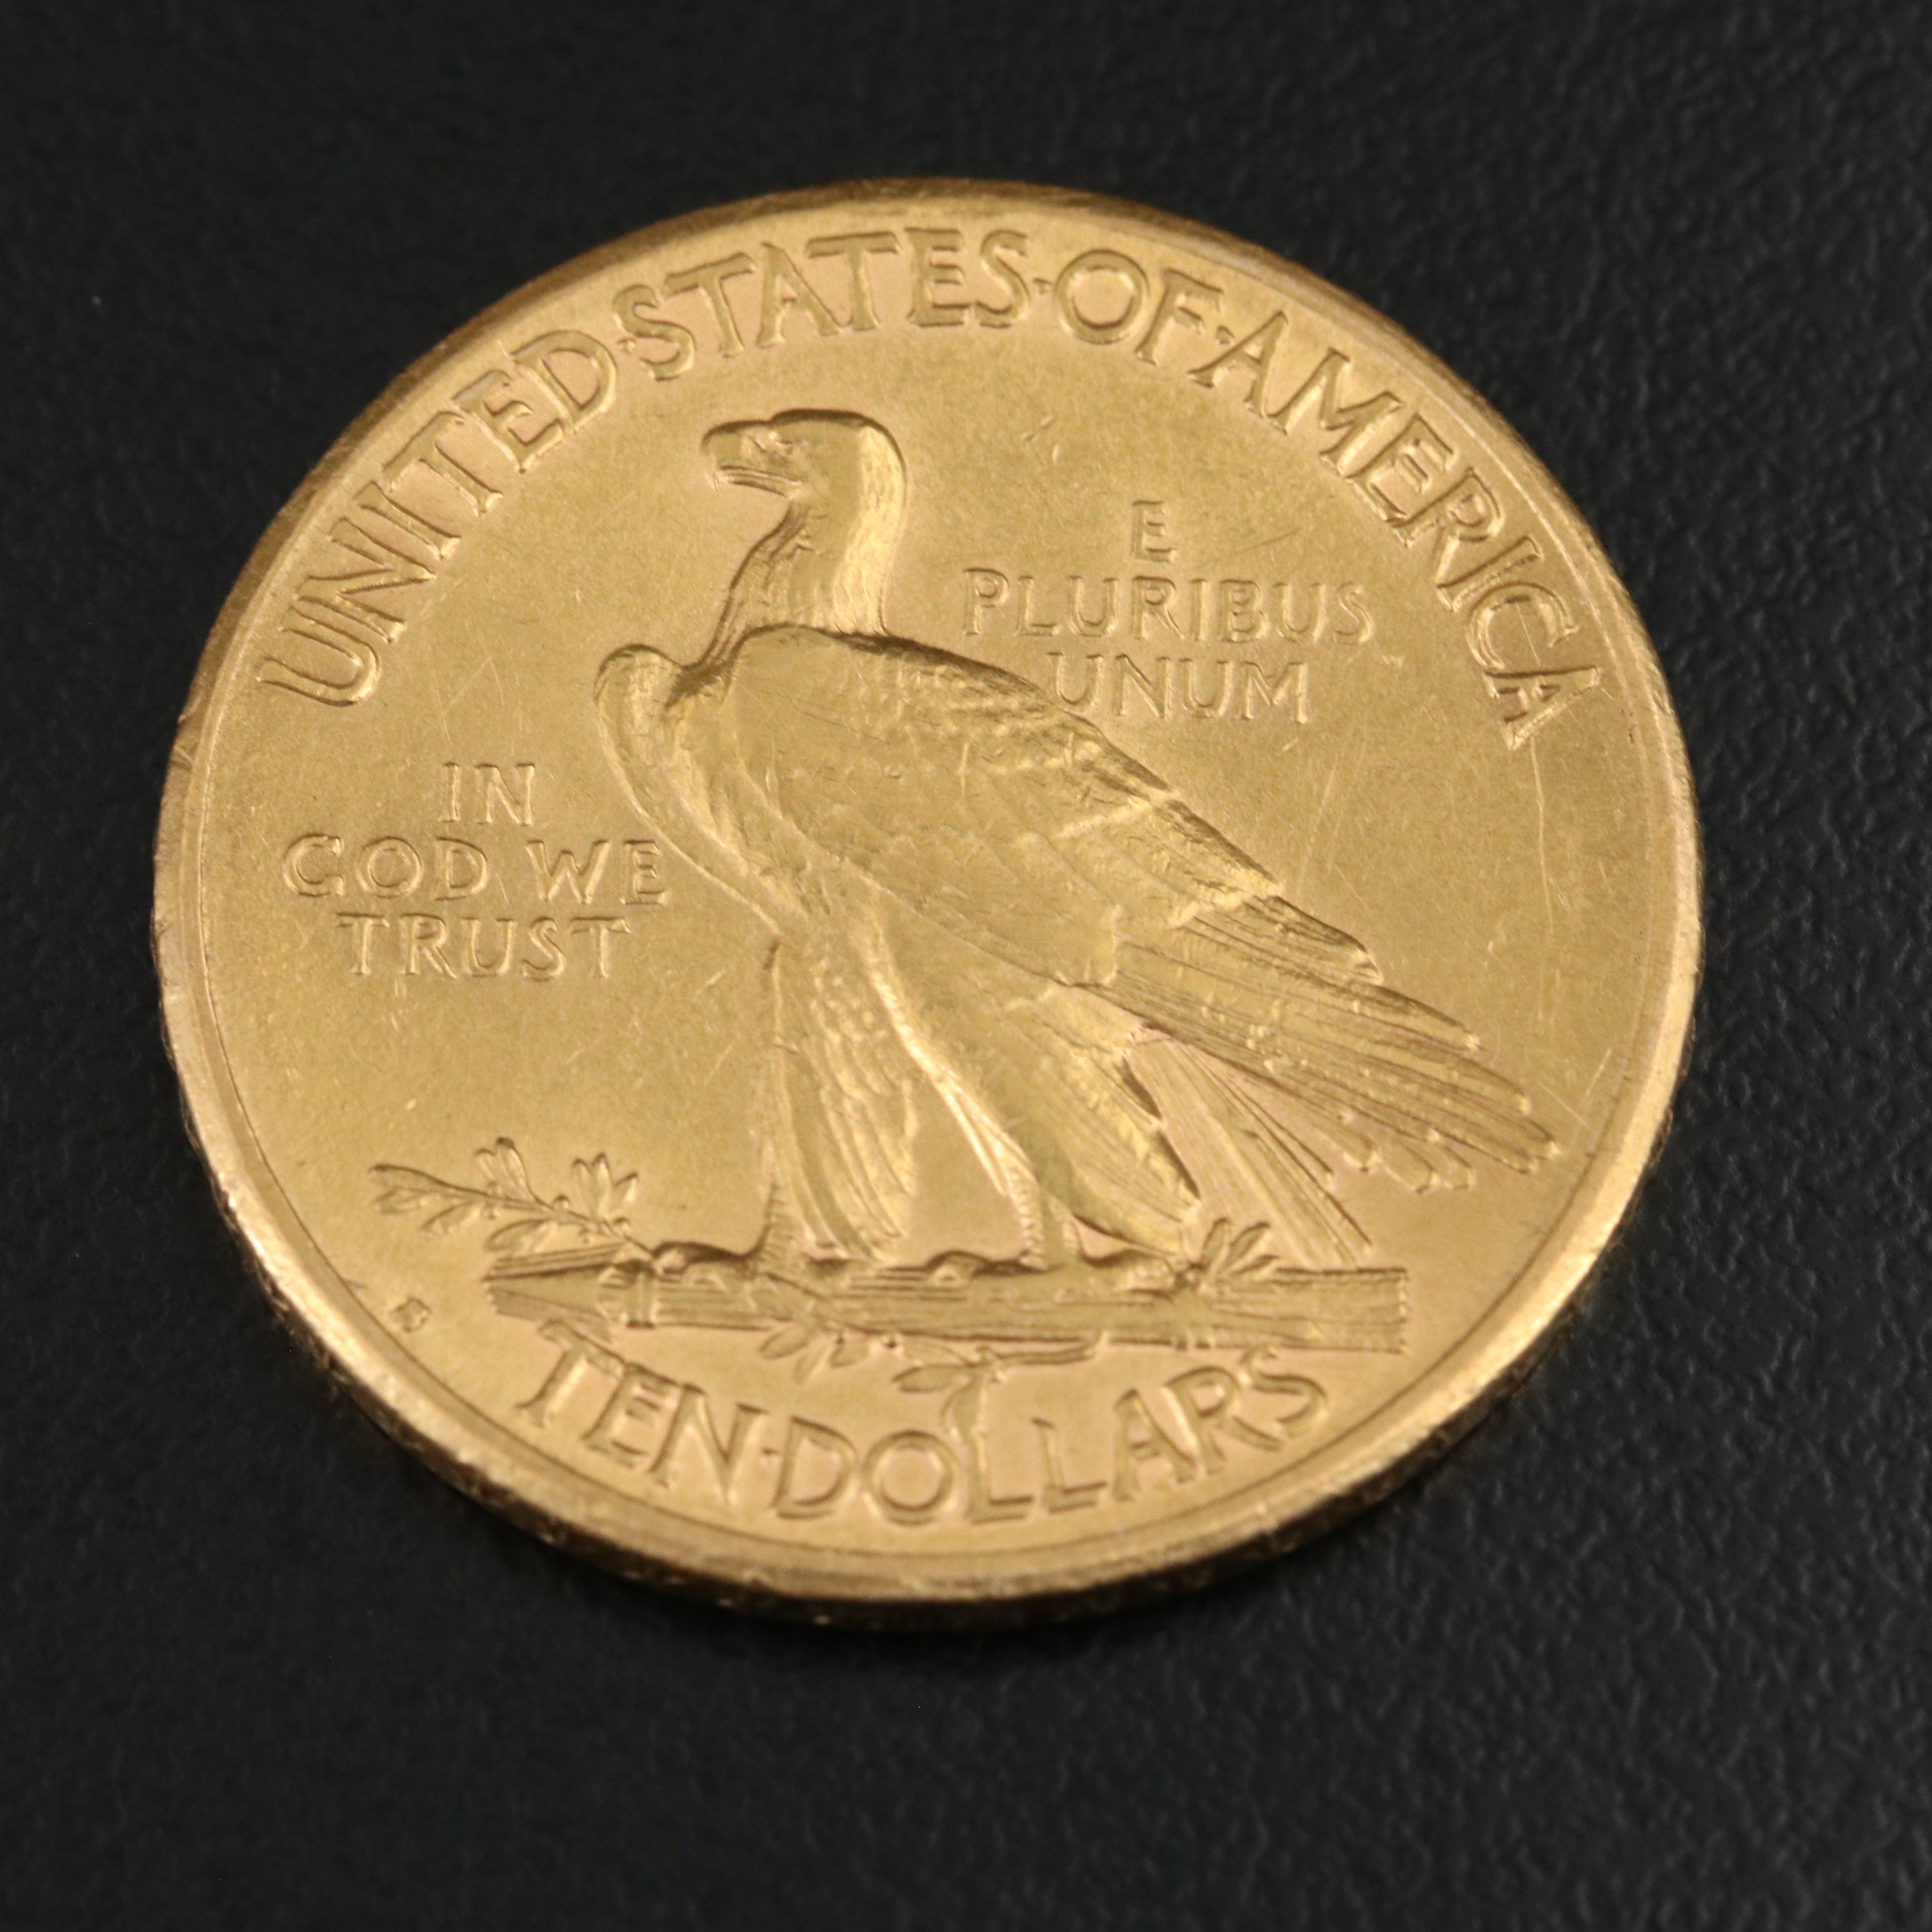 UNITED·STATES·OF·AMERICA
E
PLURIBUS
UNUM
IN
GOD WE
TRUST
TEN·DOLLARS